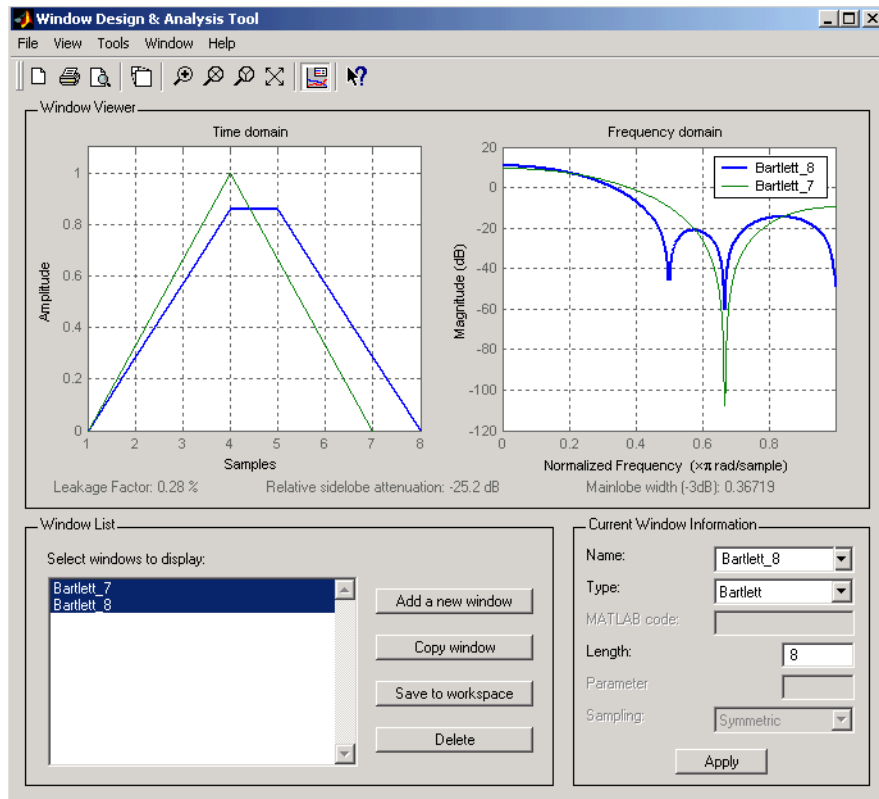 Window Design & Analysis Tool
File View Tools Window Help
Window Viewer
Time domain
Frequency domain
1
0.8
0.6
0.4
0.2
0
Amplitude
1 2 3 4 5 6 7 8
Samples
20
0
-20
-40
-60
-80
-100
-120
Magnitude (dB)
Bartlett_8
Bartlett_7
0 0.2 0.4 0.6 0.8
Normalized Frequency (×π rad/sample)
Leakage Factor: 0.28 % Relative sidelobe attenuation: -25.2 dB Mainlobe width (-3dB): 0.36719
Window List
Select windows to display:
Bartlett_7
Bartlett_8
Add a new window
Copy window
Save to workspace
Delete
Current Window Information
Name: Bartlett_8
Type: Bartlett
MATLAB code:
Length: 8
Parameter
Sampling: Symmetric
Apply